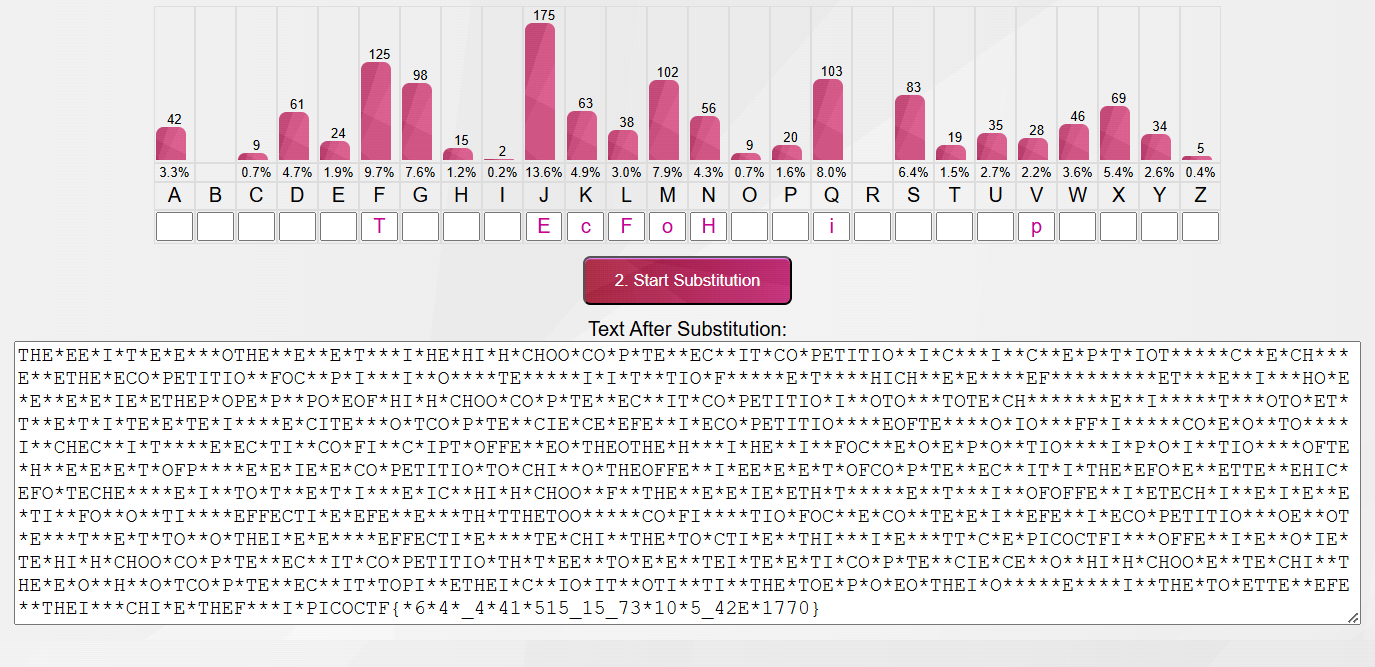 175
125
103
102
98
83
69
63
61
56
46
42
38
35
34
28
24
20
19
15
9
9
5
2
3.3% 0.7% 4.7% 1.9% 9.7% 7.6% 1.2% 0.2% 13.6% 4.9% 3.0% 7.9% 4.3% 0.7% 1.6% 8.0% 6.4% 1.5% 2.7% 2.2% 3.6% 5.4% 2.6% 0.4%
A B C D E F G H I J K L M N O P Q R S T U V W X Y Z
T E c F o H i p
2. Start Substitution
Text After Substitution:
THE*EE*I*T*E*E***OTHE**E**E*T***I*HE*HI*H*CHOO*CO*P*TE**EC**IT*CO*PETITIO**I*C***I**C**E*P*T*IOT*****C**E*CH***
E**ETHE*ECO*PETITIO**FOC**P*I***I**O****TE*****I*I*T**TIO*F*****E*T****HICH**E*E****EF*********ET***E**I***HO*E
*E**E*E*IE*ETHEP*OPE*P**PO*EOF*HI*H*CHOO*CO*P*TE**EC**IT*CO*PETITIO*I**OTO***TOTE*CH*******E**I*****T***OTO*ET*
T**E*T*I*TE*E*TE*I****E*CITE***O*TCO*P*TE**CIE*CE*EFE**I*ECO*PETITIO****EOFTE****O*IO***FF*I*****CO*E*O**TO****
I**CHEC**I*T****E*EC*TI**CO*FI**C*IPT*OFFE**EO*THEOTHE*H***I*HE**I**FOC**E*O*E*P*O**TIO****I*P*O*I**TIO****OFTE
*H**E*E*E*T*OFP****E*E*IE*E*CO*PETITIO*TO*CHI**O*THEOFFE**I*EE*E*E*T*OFCO*P*TE**EC**IT*I*THE*EFO*E**ETTE**EHIC*
EFO*TECHE****E*I**TO*T**E*T*I***E*IC**HI*H*CHOO**F**THE**E*E*IE*ETH*T*****E**T***I**OFOFFE**I*ETECH*I**E*I*E**E
*TI**FO**O**TI****EFFECTI*E*EFE**E***TH*TTHETOO*****CO*FI****TIO*FOC**E*CO**TE*E*I**EFE**I*ECO*PETITIO***OE**OT
*E***T**E*T*TO**O*THEI*E*E****EFFECTI*E****TE*CHI**THE*TO*CTI*E**THI***I*E***TT*C*E*PICOCTFI***OFFE**I*E**O*IE*
TE*HI*H*CHOO*CO*P*TE**EC**IT*CO*PETITIO*TH*T*EE**TO*E*E**TEI*TE*E*TI*CO*P*TE**CIE*CE**O**HI*H*CHOO*E**TE*CHI**T
HE*E*O**H**O*TCO*P*TE**EC**IT*TOPI**ETHEI*C**IO*IT**OTI**TI**THE*TOE*P*O*EO*THEI*O*****E****I**THE*TO*ETTE**EFE
**THEI***CHI*E*THEF***I*PICOCTF{*6*4*_4*41*515_15_73*10*5_42E*1770}